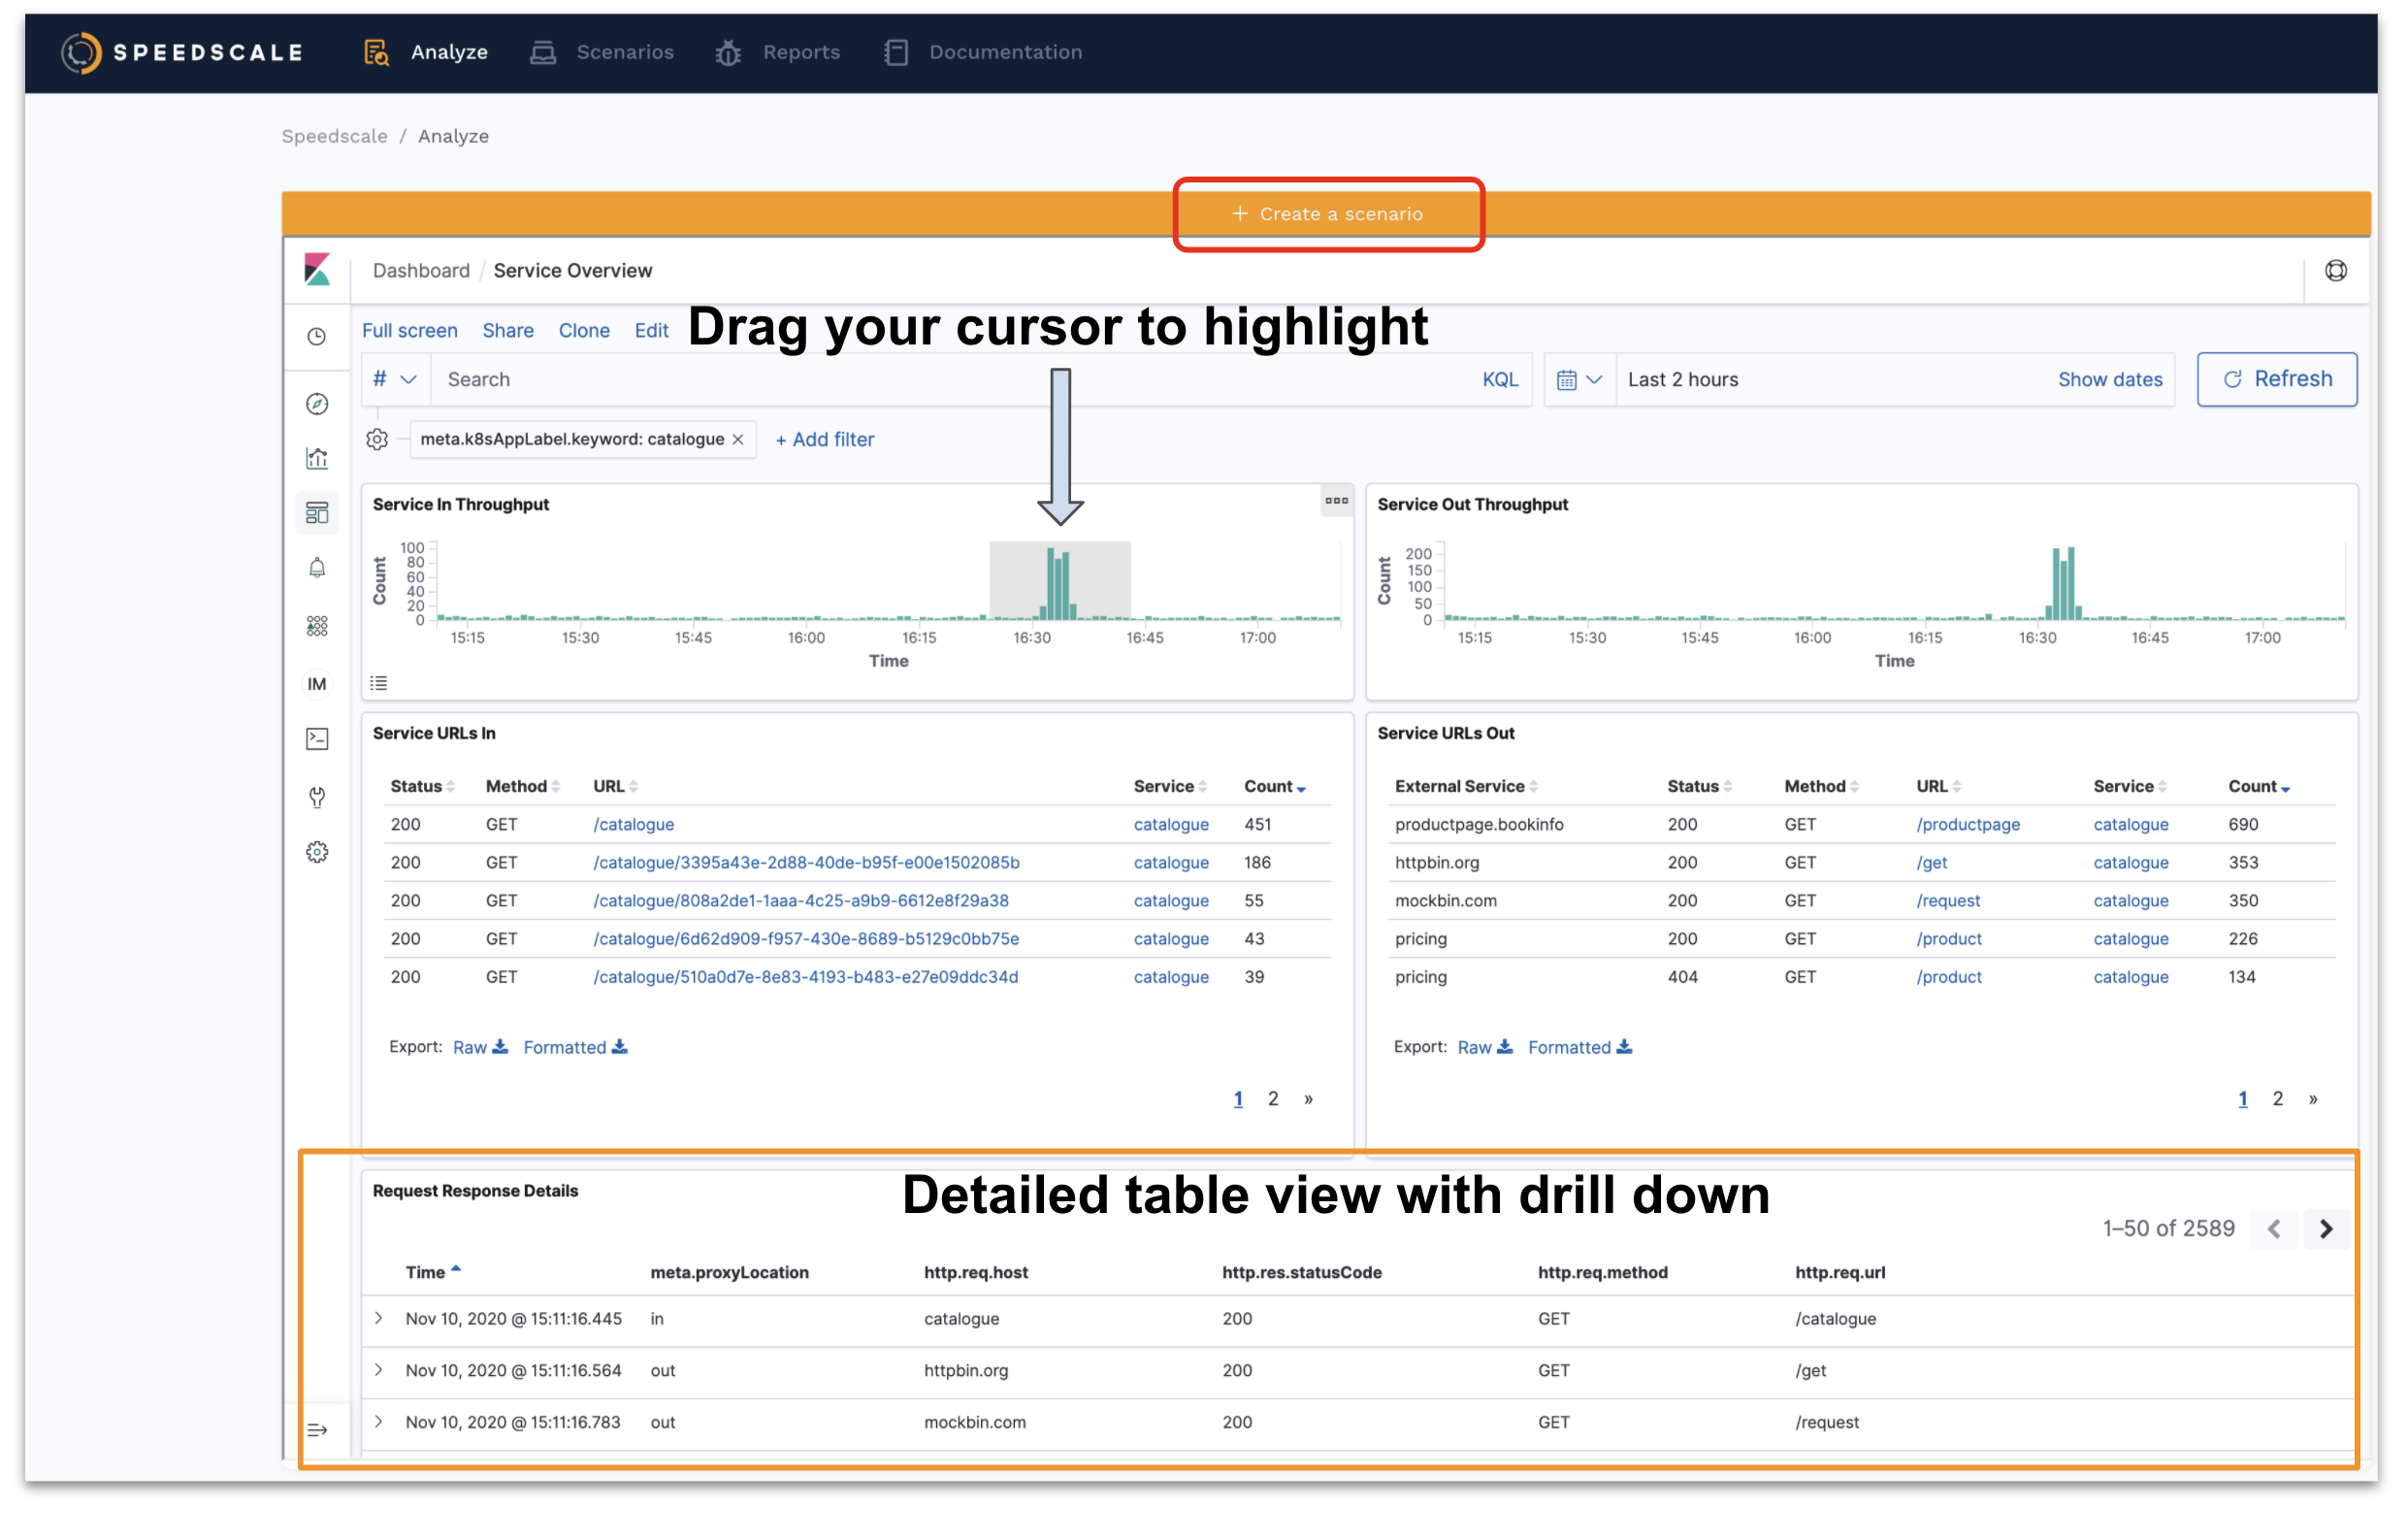 SPEEDSCALE Analyze Scenarios Reports Documentation
Speedscale / Analyze
+ Create a scenario
Dashboard / Service Overview
Full screen Share Clone Edit Drag your cursor to highlight
# Search KQL Last 2 hours Show dates Refresh
meta.k8sAppLabel.keyword: catalogue × + Add filter
Service In Throughput
Count
100
80
60
40
20
0
15:15 15:30 15:45 16:00 16:15 16:30 16:45 17:00
Time
Service Out Throughput
Count
200
150
100
50
0
15:15 15:30 15:45 16:00 16:15 16:30 16:45 17:00
Time
IM
Service URLs In
Status Method URL Service Count
200 GET /catalogue catalogue 451
200 GET /catalogue/3395a43e-2d88-40de-b95f-e00e1502085b catalogue 186
200 GET /catalogue/808a2de1-1aaa-4c25-a9b9-6612e8f29a38 catalogue 55
200 GET /catalogue/6d62d909-f957-430e-8689-b5129c0bb75e catalogue 43
200 GET /catalogue/510a0d7e-8e83-4193-b483-e27e09ddc34d catalogue 39
Export: Raw Formatted
1 2 »
Service URLs Out
External Service Status Method URL Service Count
productpage.bookinfo 200 GET /productpage catalogue 690
httpbin.org 200 GET /get catalogue 353
mockbin.com 200 GET /request catalogue 350
pricing 200 GET /product catalogue 226
pricing 404 GET /product catalogue 134
Export: Raw Formatted
1 2 »
Request Response Details Detailed table view with drill down
1–50 of 2589
Time meta.proxyLocation http.req.host http.res.statusCode http.req.method http.req.url
Nov 10, 2020 @ 15:11:16.445 in catalogue 200 GET /catalogue
Nov 10, 2020 @ 15:11:16.564 out httpbin.org 200 GET /get
Nov 10, 2020 @ 15:11:16.783 out mockbin.com 200 GET /request